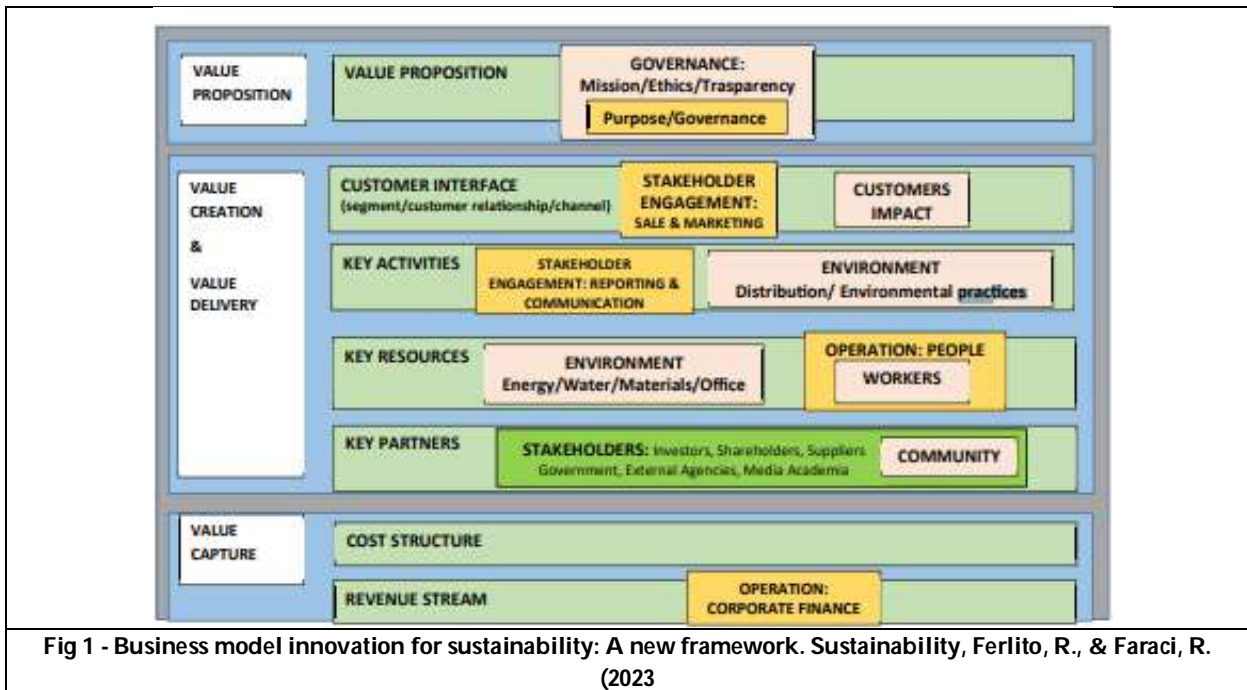 VALUE
PROPOSITION
VALUE PROPOSITION
GOVERNANCE:
Mission/Ethics/Trasparency
Purpose/Governance
VALUE
CREATION
&
VALUE
DELIVERY
CUSTOMER INTERFACE
(segment/customer relationship/channel)
STAKEHOLDER
ENGAGEMENT:
SALE & MARKETING
CUSTOMERS
IMPACT
KEY ACTIVITIES
STAKEHOLDER
ENGAGEMENT: REPORTING &
COMMUNICATION
ENVIRONMENT
Distribution/ Environmental practices
KEY RESOURCES
ENVIRONMENT
Energy/Water/Materials/Office
OPERATION: PEOPLE
WORKERS
KEY PARTNERS
STAKEHOLDERS: Investors, Shareholders, Suppliers
Government, External Agencies, Media Academia
COMMUNITY
VALUE
CAPTURE
COST STRUCTURE
REVENUE STREAM
OPERATION:
CORPORATE FINANCE
Fig 1 - Business model innovation for sustainability: A new framework. Sustainability, Ferlito, R., & Faraci, R.
(2023